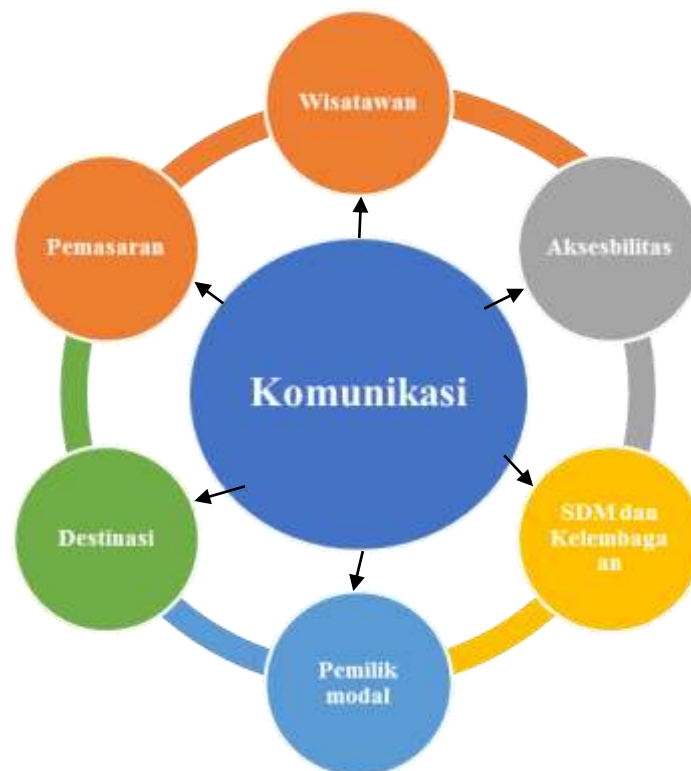 Wisatawan
Pemasaran
Aksesbilitas
Komunikasi
Destinasi
SDM dan
Kelembaga
an
Pemilik
modal